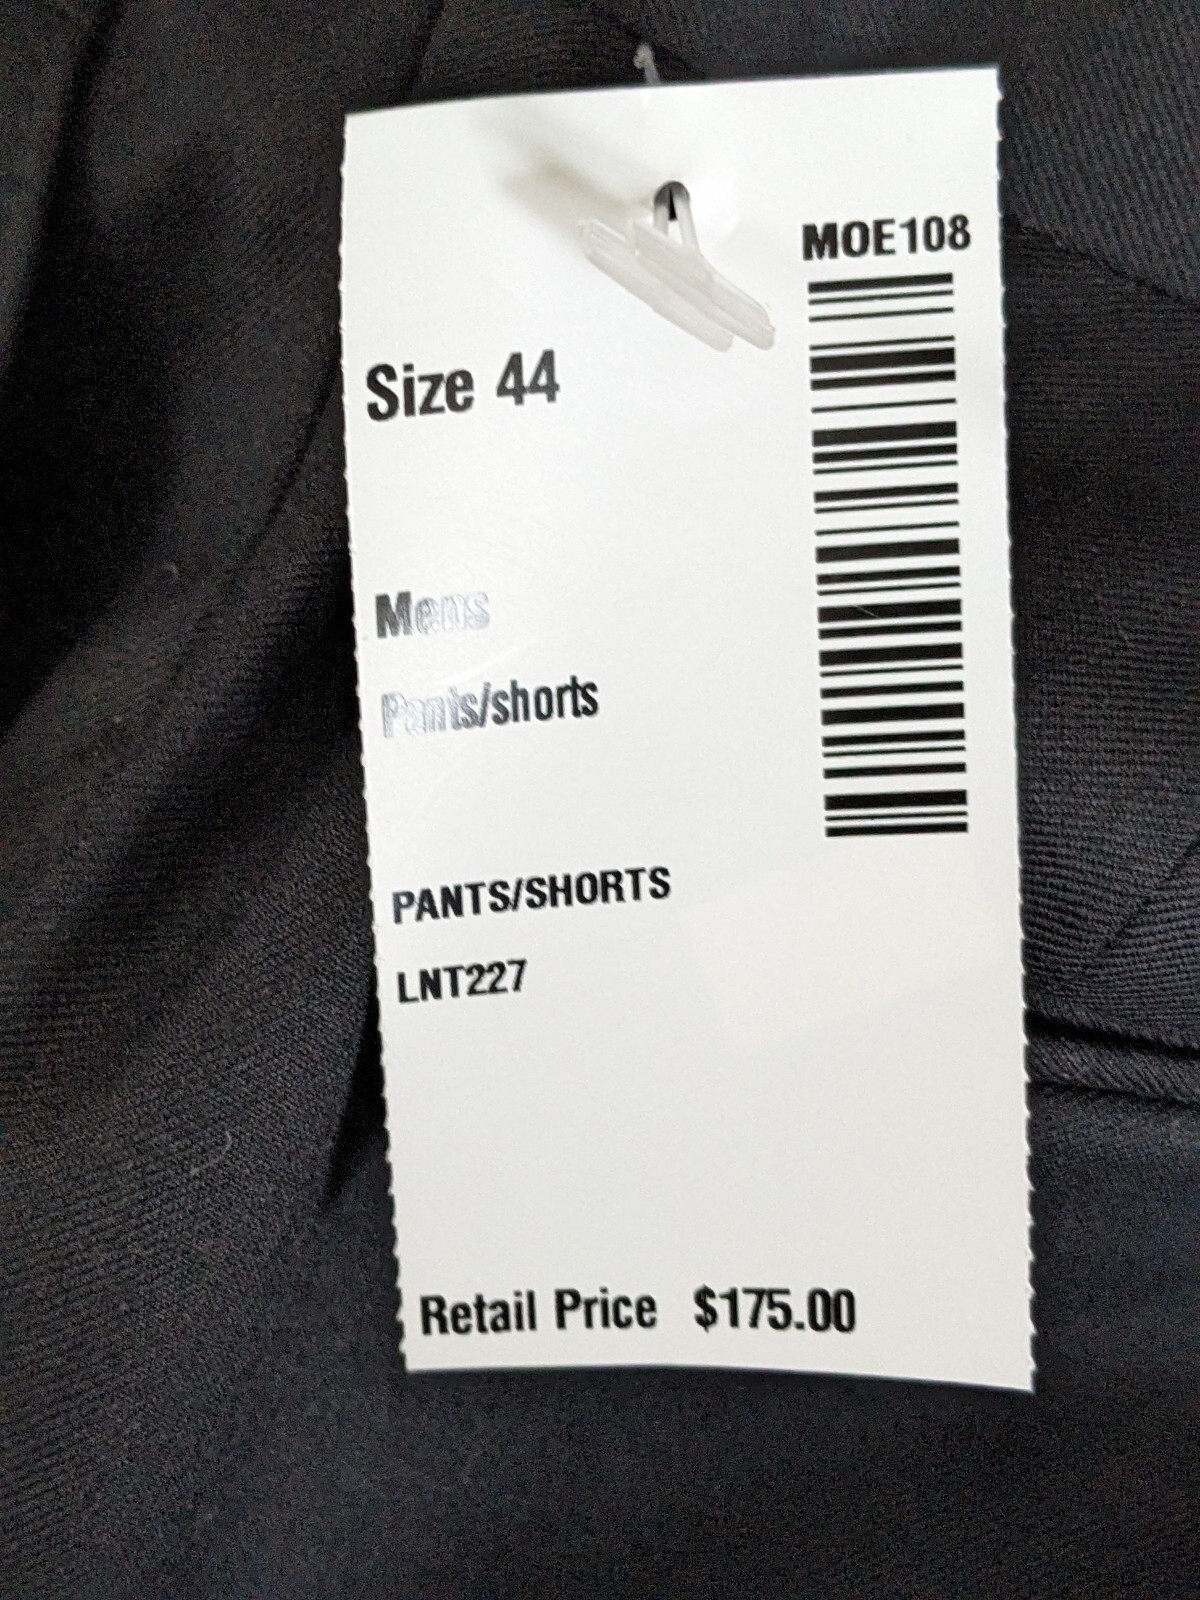 MOE108
Size 44
Mens
Pants/shorts
PANTS/SHORTS
LNT227
Retail Price $175.00